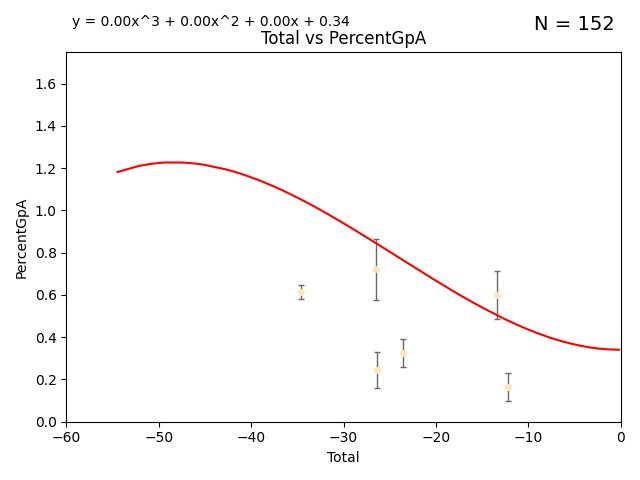 y = 0.00x^3 + 0.00x^2 + 0.00x + 0.34
N = 152
Total vs PercentGpA
1.6
1.4
1.2
1.0
0.8
0.6
0.4
0.2
0.0
PercentGpA
−60 −50 −40 −30 −20 −10 0
Total